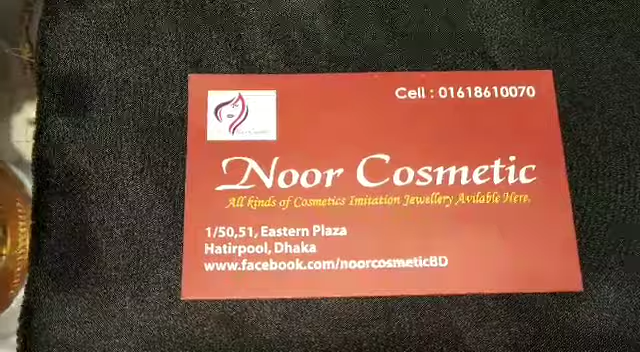 Cell : 01618610070
Noor Cosmetic
All kinds of Cosmetics Imitation Jewellery Avilable Here.
1/50,51, Eastern Plaza
Hatirpool, Dhaka
www.facebook.com/noorcosmeticBD